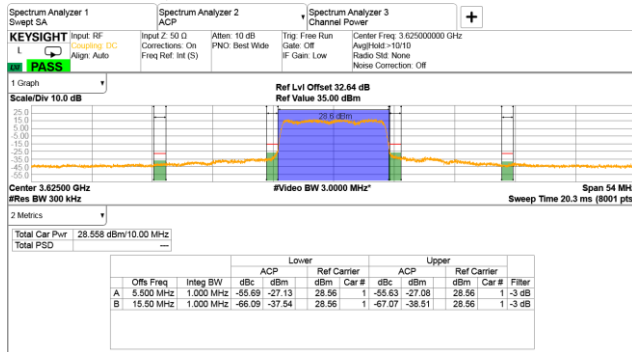 Spectrum Analyzer 1
Swept SA
Spectrum Analyzer 2
ACP
Spectrum Analyzer 3
Channel Power
+
KEYSIGHT
L
PASS
Input: RF
Coupling: DC
Align: Auto
Input Z: 50 Ω
Corrections: On
Freq Ref: Int (S)
Atten: 10 dB
PNO: Best Wide
Trig: Free Run
Gate: Off
IF Gain: Low
Center Freq: 3.625000000 GHz
Avg|Hold:>10/10
Radio Std: None
Noise Correction: Off
1 Graph
Scale/Div 10.0 dB
Ref Lvl Offset 32.64 dB
Ref Value 35.00 dBm
28.6 dBm
25.0
15.0
5.00
-5.00
-15.0
-25.0
-35.0
-45.0
-55.0
Center 3.62500 GHz
#Res BW 300 kHz
#Video BW 3.0000 MHz*
Span 54 MHz
Sweep Time 20.3 ms (8001 pts
2 Metrics
Total Car Pwr 28.558 dBm/10.00 MHz
Total PSD ---
Lower Upper
ACP Ref Carrier ACP Ref Carrier
Offs Freq Integ BW dBc dBm dBm Car # dBc dBm dBm Car # Filter
A 5.500 MHz 1.000 MHz -55.69 -27.13 28.56 1 -55.63 -27.08 28.56 1 -3 dB
B 15.50 MHz 1.000 MHz -66.09 -37.54 28.56 1 -67.07 -38.51 28.56 1 -3 dB